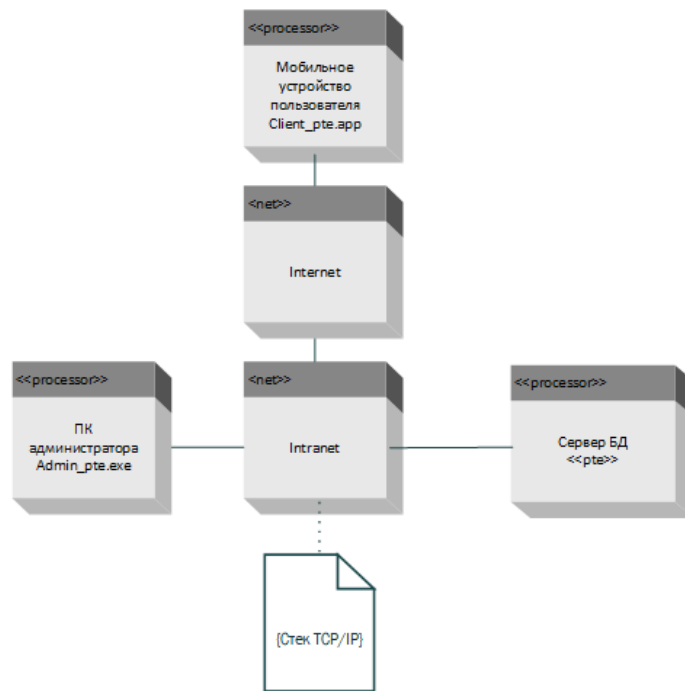 <<processor>>
Мобильное
устройство
пользователя
Client_pte.app
<net>>
Internet
<<processor>>
ПК
администратора
Admin_pte.exe
<net>>
Intranet
<<processor>>
Сервер БД
<<pte>>
{Стек TCP/IP}